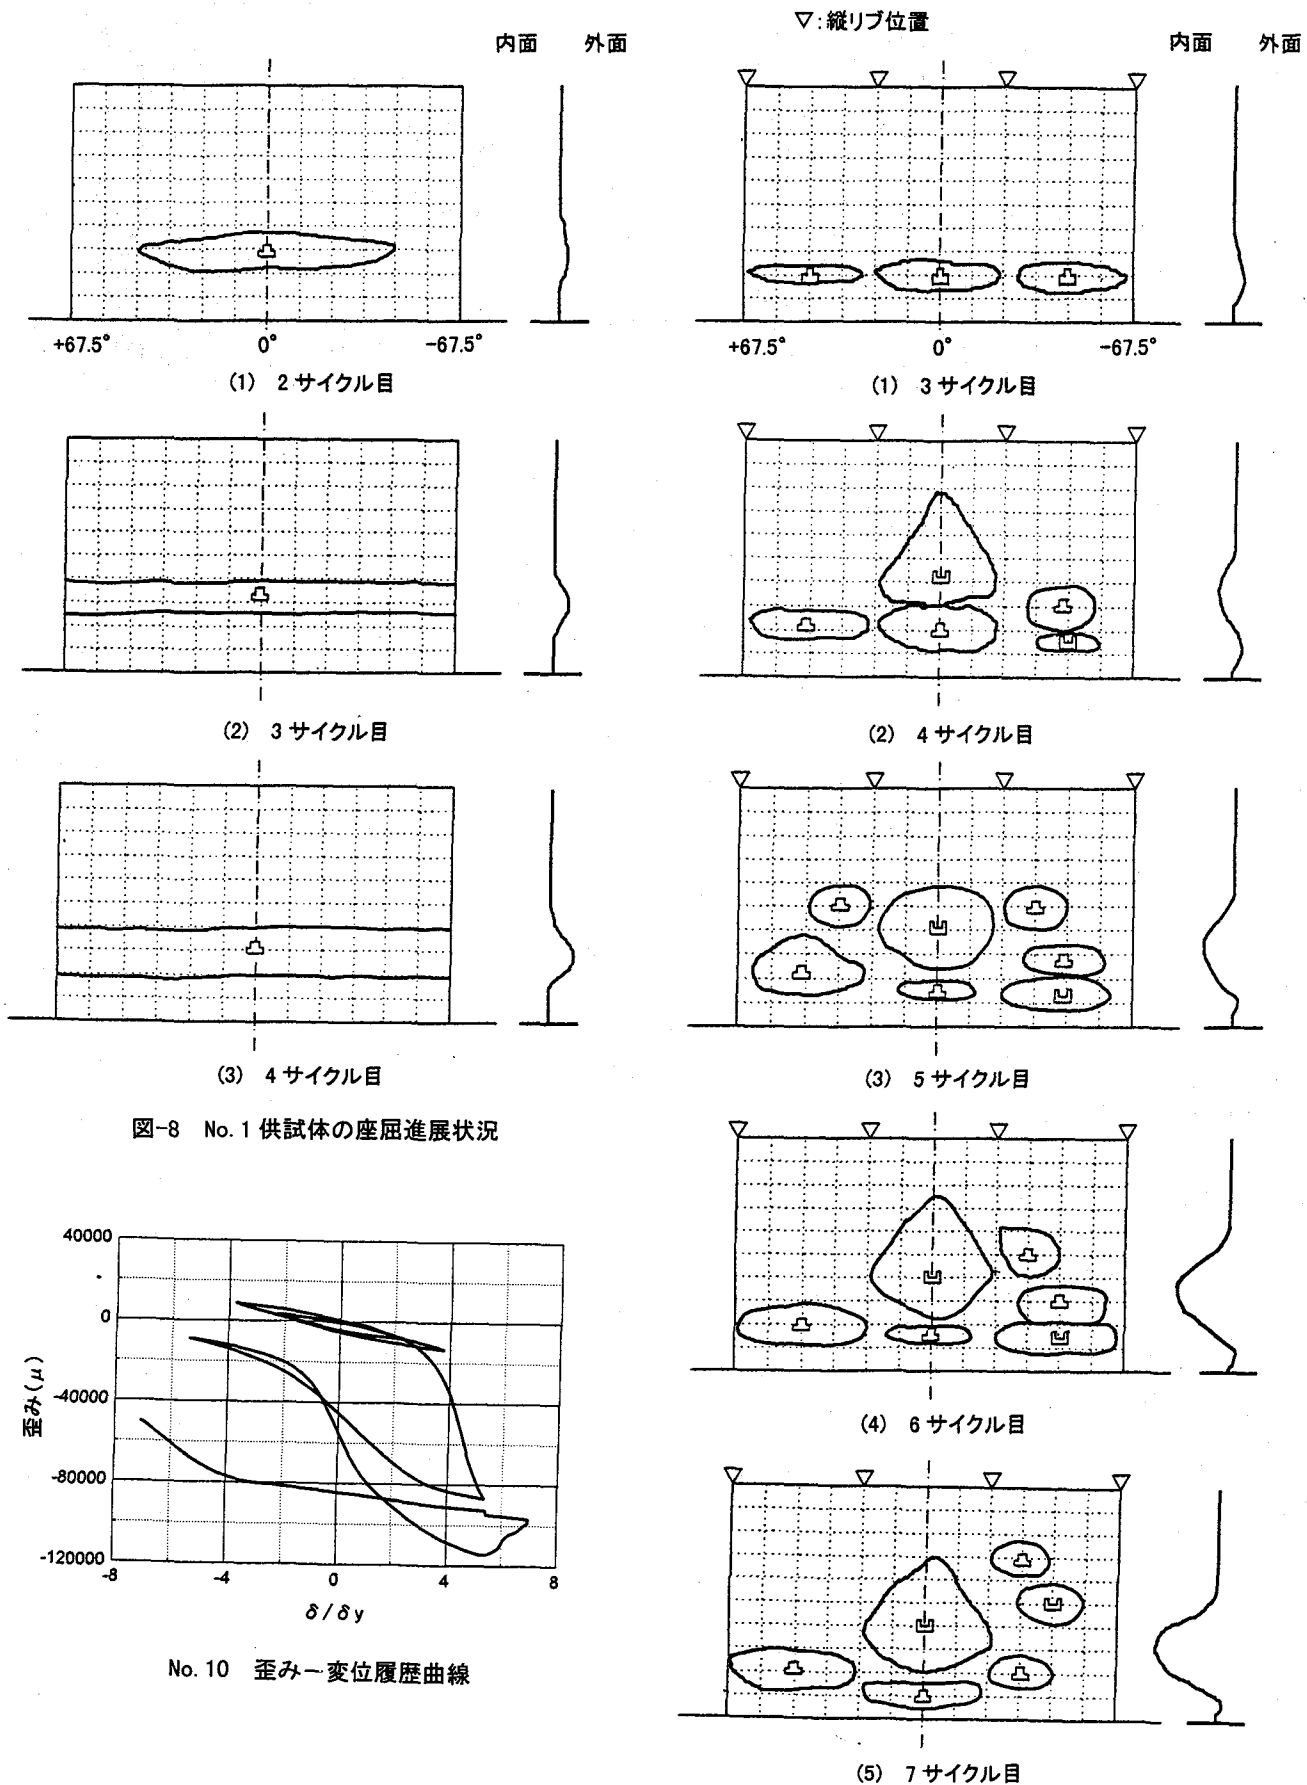 ▽:縦リブ位置
内面 外面
+67.5° 0° -67.5°
(1) 2サイクル目
(2) 3サイクル目
凸
(3) 4サイクル目
図-8 No.1供試体の座屈進展状況
40000
0
-40000
-80000
-120000
歪み(μ)
-8 -4 0 4 8
δ/δy
No.10 歪み－変位履歴曲線
内面 外面
+67.5° 0° -67.5°
(1) 3サイクル目
凸 凹
(2) 4サイクル目
(3) 5サイクル目
(4) 6サイクル目
(5) 7サイクル目